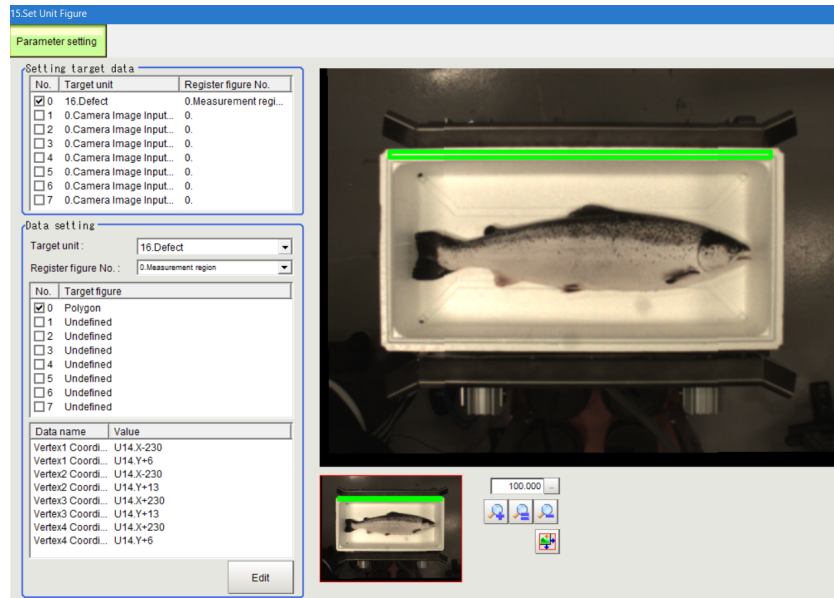 15.Set Unit Figure
Parameter setting
Setting target data
No. Target unit Register figure No.
0 16.Defect 0.Measurement regi...
1 0.Camera Image Input... 0.
2 0.Camera Image Input... 0.
3 0.Camera Image Input... 0.
4 0.Camera Image Input... 0.
5 0.Camera Image Input... 0.
6 0.Camera Image Input... 0.
7 0.Camera Image Input... 0.
Data setting
Target unit : 16.Defect
Register figure No. : 0.Measurement region
No. Target figure
0 Polygon
1 Undefined
2 Undefined
3 Undefined
4 Undefined
5 Undefined
6 Undefined
7 Undefined
Data name Value
Vertex1 Coordi... U14.X-230
Vertex1 Coordi... U14.Y+6
Vertex2 Coordi... U14.X-230
Vertex2 Coordi... U14.Y+13
Vertex3 Coordi... U14.X+230
Vertex3 Coordi... U14.Y+13
Vertex4 Coordi... U14.X+230
Vertex4 Coordi... U14.Y+6
Edit
100.000 ...